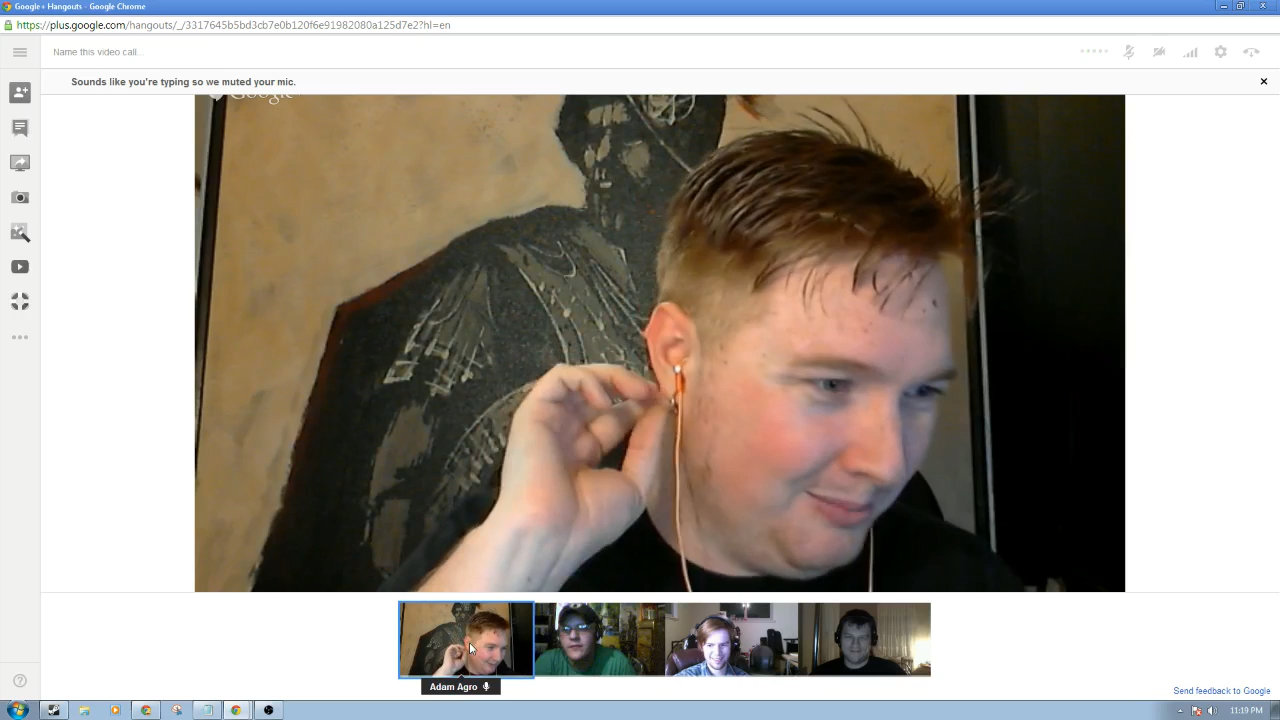 Google+ Hangouts - Google Chrome
https://plus.google.com/hangouts/_/3317645b5bd3cb7e0b120f6e91982080a125d7e2?hl=en
Name this video call...
Sounds like you're typing so we muted your mic.
Google
Adam Agro
Send feedback to Google
11:19 PM